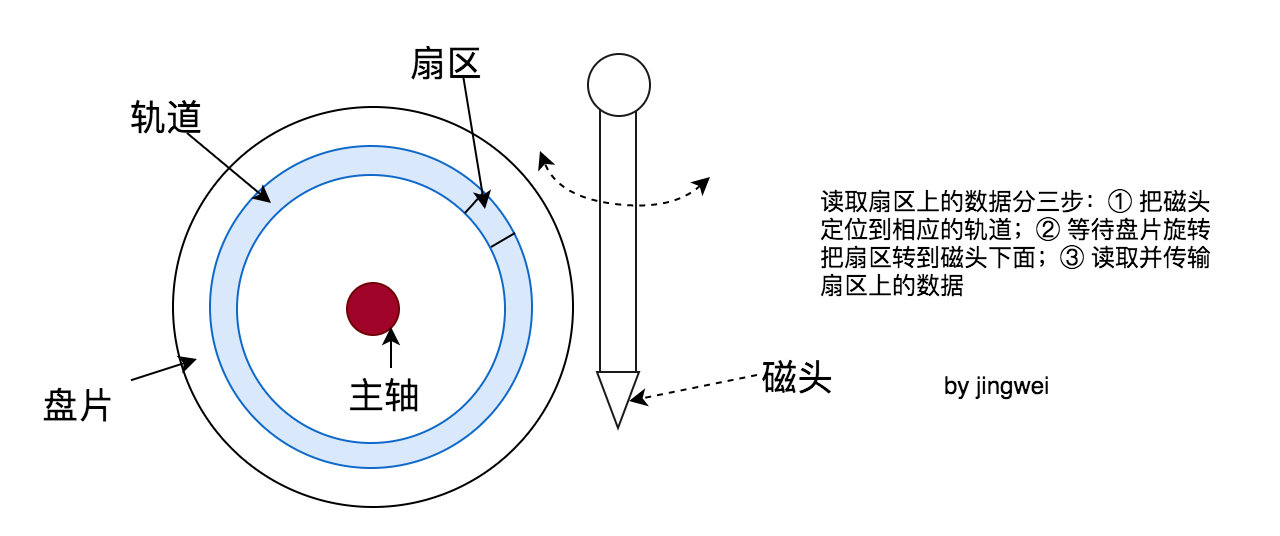 扇区
轨道
读取扇区上的数据分三步：① 把磁头
定位到相应的轨道；② 等待盘片旋转
把扇区转到磁头下面；③ 读取并传输
扇区上的数据
主轴
盘片
磁头
by jingwei